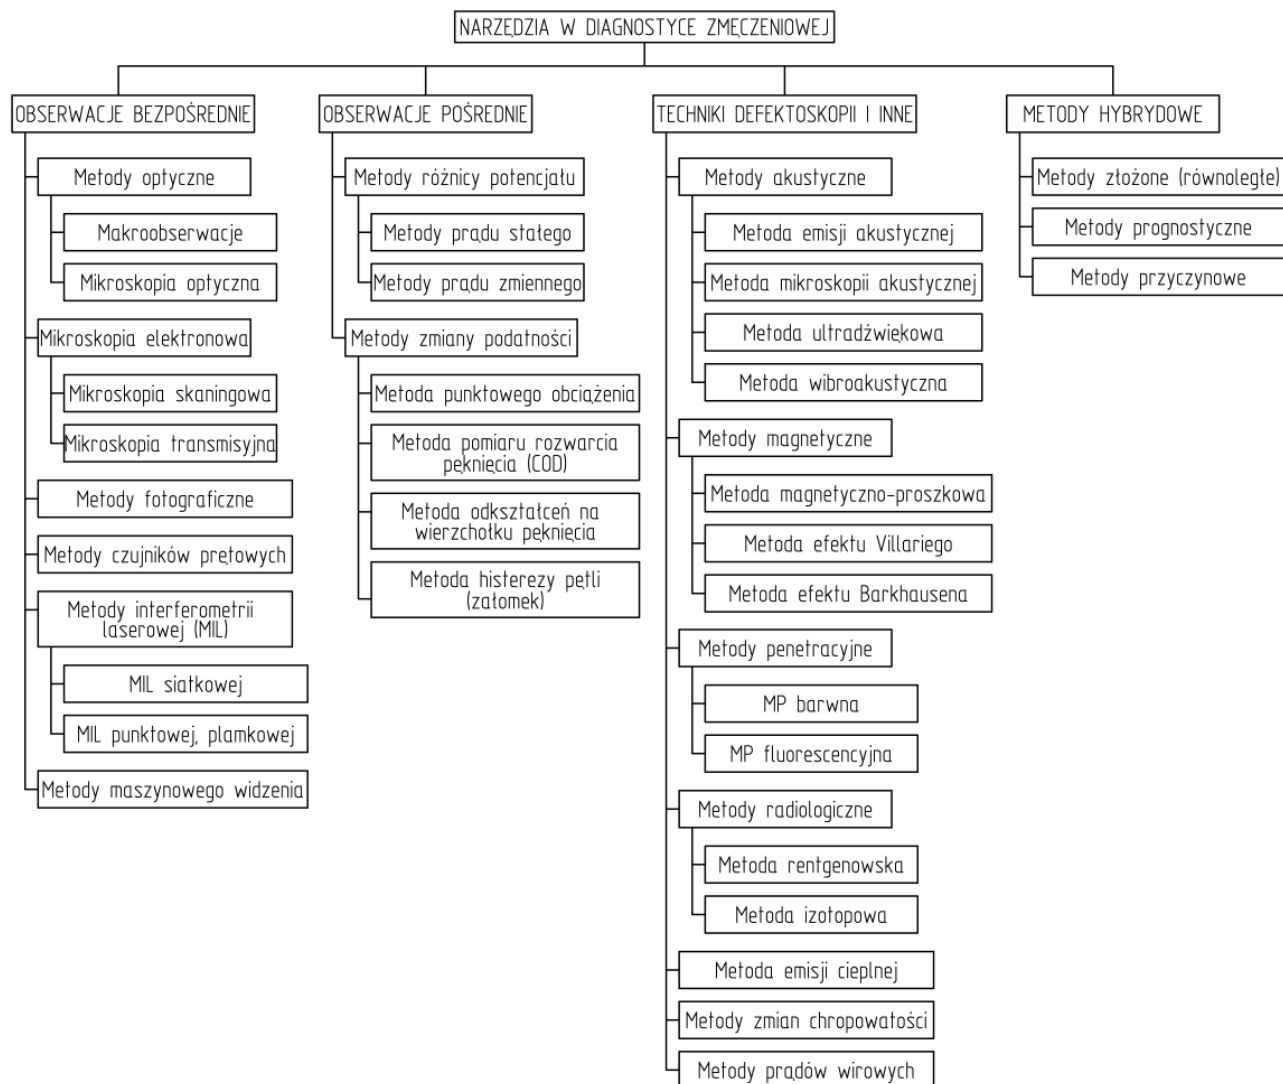 NARZĘDZIA W DIAGNOSTYCE ZMĘCZENIOWEJ
OBSERWACJE BEZPOŚREDNIE
Metody optyczne
Makroobserwacje
Mikroskopia optyczna
Mikroskopia elektronowa
Mikroskopia skaningowa
Mikroskopia transmisyjna
Metody fotograficzne
Metody czujników prętowych
Metody interferometrii
laserowej (MIL)
MIL siatkowej
MIL punktowej, plamkowej
Metody maszynowego widzenia
OBSERWACJE POŚREDNIE
Metody różnicy potencjału
Metody prądu stałego
Metody prądu zmiennego
Metody zmiany podatności
Metoda punktowego obciążenia
Metoda pomiaru rozwarcia
pęknięcia (COD)
Metoda odkształceń na
wierzchołku pęknięcia
Metoda histerezy pętli
(załomek)
TECHNIKI DEFEKTOSKOPII I INNE
Metody akustyczne
Metoda emisji akustycznej
Metoda mikroskopii akustycznej
Metoda ultradźwiękowa
Metoda wibroakustyczna
Metody magnetyczne
Metoda magnetyczno-proszkowa
Metoda efektu Villariego
Metoda efektu Barkhausena
Metody penetracyjne
MP barwna
MP fluorescencyjna
Metody radiologiczne
Metoda rentgenowska
Metoda izotopowa
Metoda emisji cieplnej
Metody zmian chropowatości
Metody prądów wirowych
METODY HYBRYDOWE
Metody złożone (równoległe)
Metody prognostyczne
Metody przyczynowe